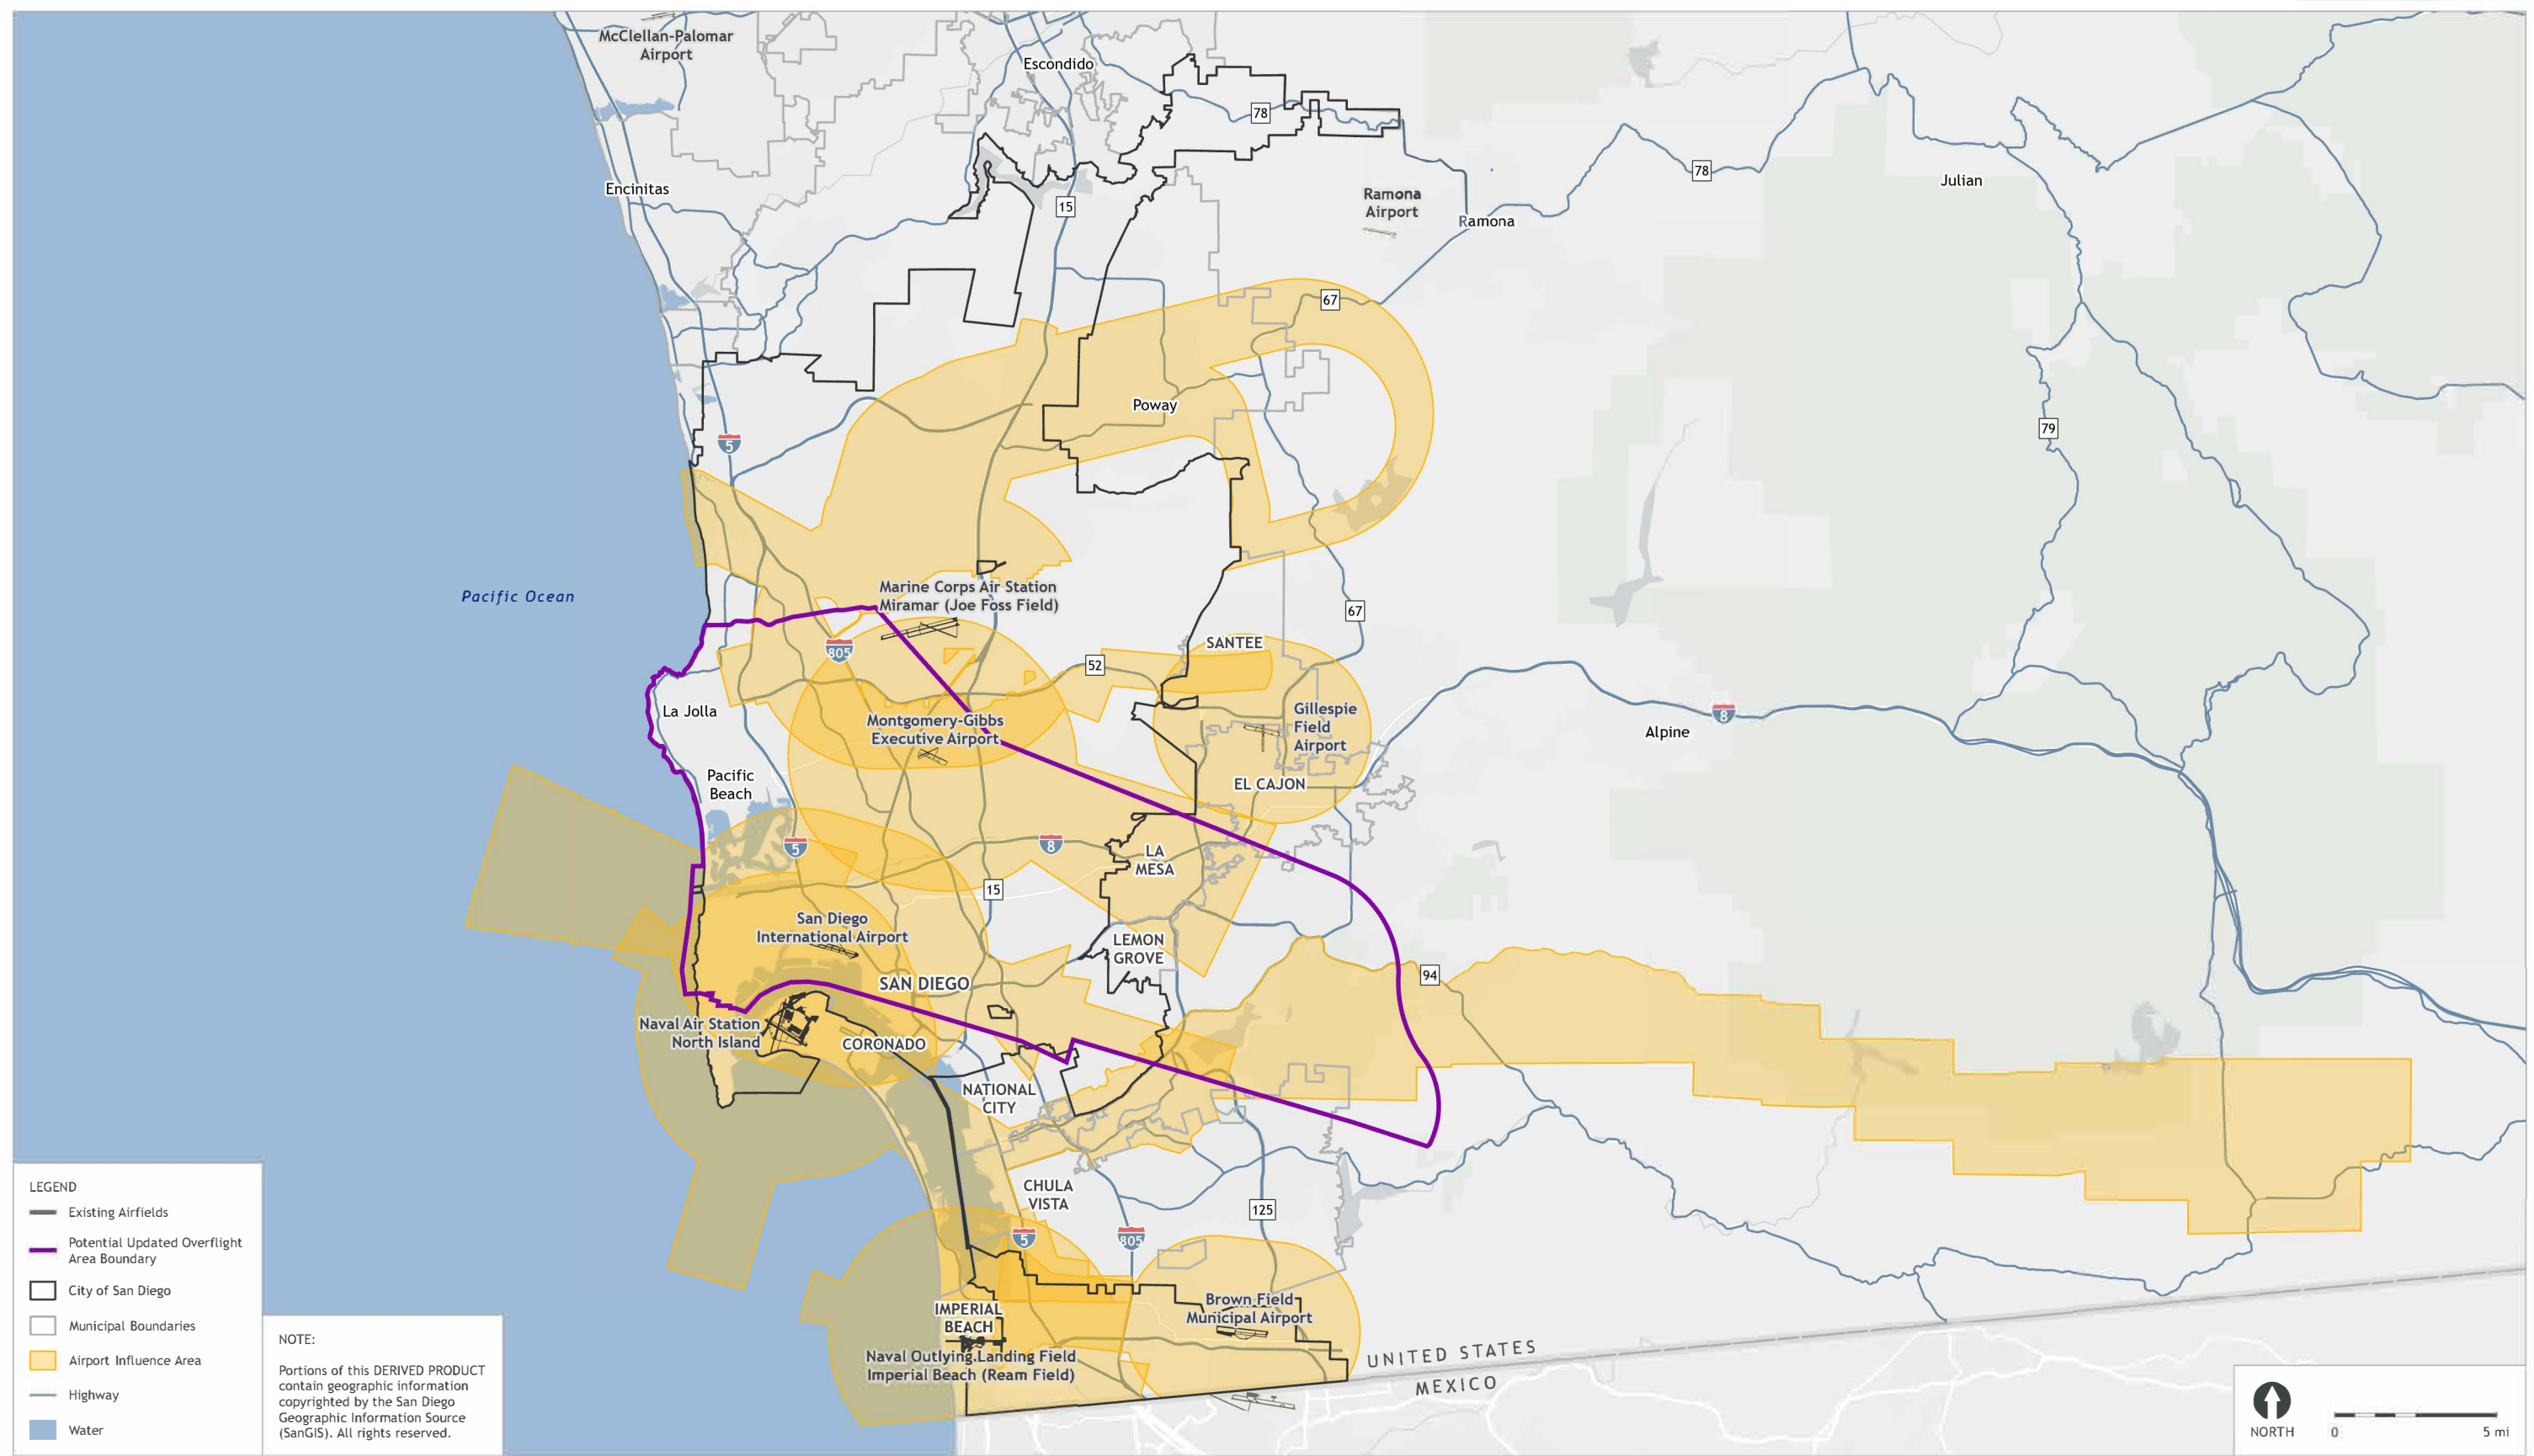 McClellan-Palomar
Airport
Escondido
78
Encinitas
15
Ramona
Airport
Ramona
78
Julian
67
Poway
5
79
Pacific Ocean
Marine Corps Air Station
Miramar (Joe Foss Field)
67
805
52
SANTEE
La Jolla
Montgomery-Gibbs
Executive Airport
Gillespie
Field
Airport
8
Alpine
Pacific
Beach
EL CAJON
5
8
LA
MESA
15
San Diego
International Airport
LEMON
GROVE
94
SAN DIEGO
Naval Air Station
North Island
CORONADO
NATIONAL
CITY
CHULA
VISTA
125
5
805
IMPERIAL
BEACH
Brown Field
Municipal Airport
Naval Outlying Landing Field
Imperial Beach (Ream Field)
UNITED STATES
MEXICO
LEGEND
Existing Airfields
Potential Updated Overflight
Area Boundary
City of San Diego
Municipal Boundaries
Airport Influence Area
Highway
Water
NOTE:
Portions of this DERIVED PRODUCT
contain geographic information
copyrighted by the San Diego
Geographic Information Source
(SanGIS). All rights reserved.
NORTH
0
5 mi